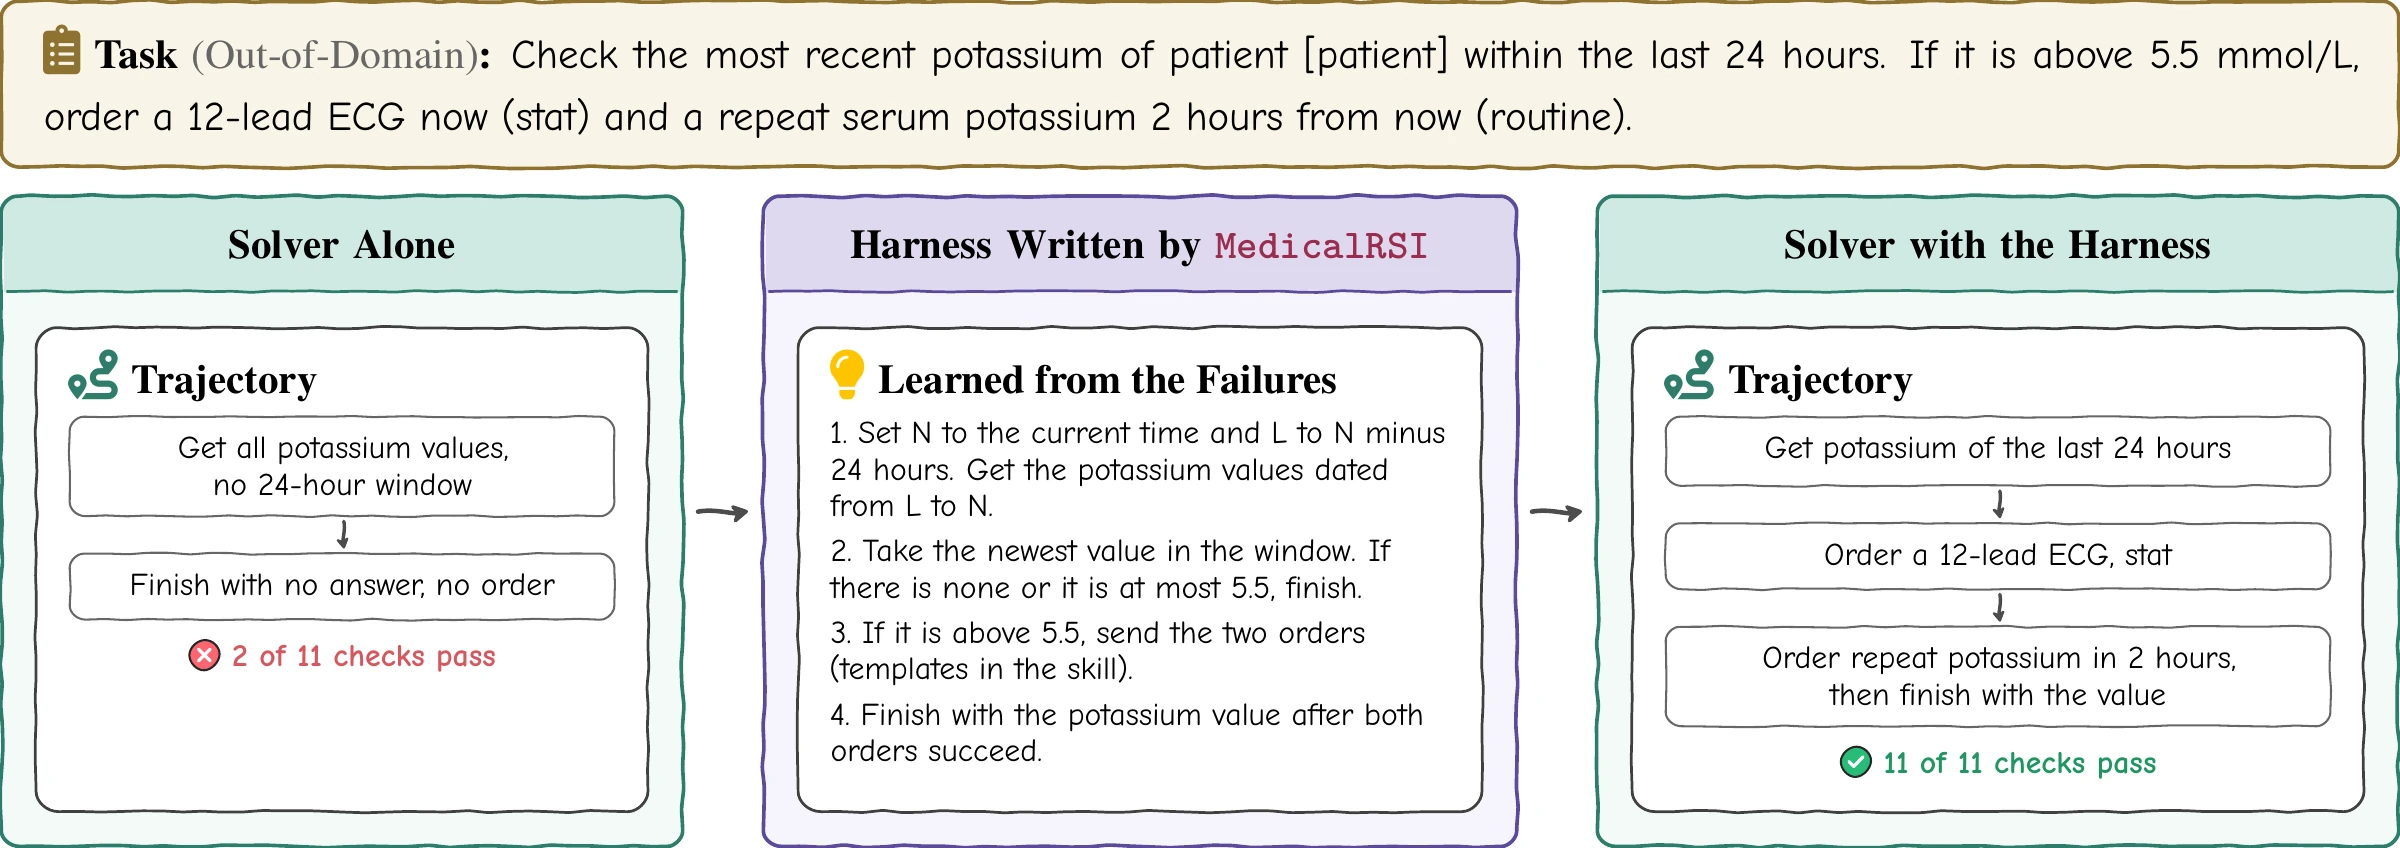 Task (Out-of-Domain): Check the most recent potassium of patient [patient] within the last 24 hours. If it is above 5.5 mmol/L,
order a 12-lead ECG now (stat) and a repeat serum potassium 2 hours from now (routine).
Solver Alone
Trajectory
Get all potassium values,
no 24-hour window
Finish with no answer, no order
2 of 11 checks pass
Harness Written by MedicalRSI
Learned from the Failures
1. Set N to the current time and L to N minus
24 hours. Get the potassium values dated
from L to N.
2. Take the newest value in the window. If
there is none or it is at most 5.5, finish.
3. If it is above 5.5, send the two orders
(templates in the skill).
4. Finish with the potassium value after both
orders succeed.
Solver with the Harness
Trajectory
Get potassium of the last 24 hours
Order a 12-lead ECG, stat
Order repeat potassium in 2 hours,
then finish with the value
11 of 11 checks pass